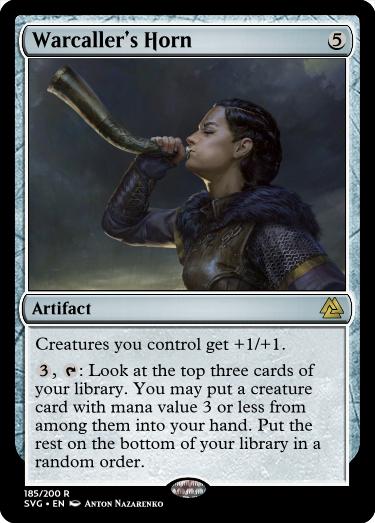 Warcaller's Horn 5
Artifact
Creatures you control get +1/+1.
3, : Look at the top three cards of
your library. You may put a creature
card with mana value 3 or less from
among them into your hand. Put the
rest on the bottom of your library in a
random order.
185/200 R
SVG • EN Anton Nazarenko